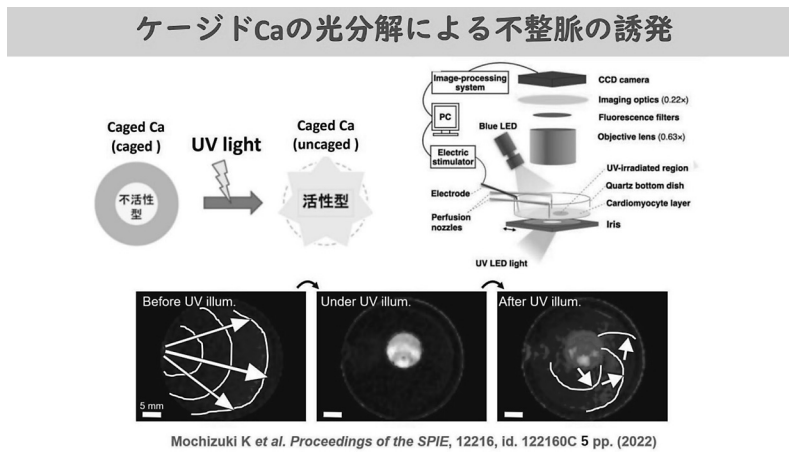 ケージドCaの光分解による不整脈の誘発
Caged Ca
(caged )
不活性
型
UV light
Caged Ca
(uncaged )
活性型
Image-processing
system
PC
Electric
stimulator
Electrode
Perfusion
nozzles
Blue LED
CCD camera
Imaging optics (0.22×)
Fluorescence filters
Objective lens (0.63×)
UV-irradiated region
Quartz bottom dish
Cardiomyocyte layer
Iris
UV LED light
Before UV illum.
5 mm
Under UV illum.
After UV illum.
Mochizuki K et al. Proceedings of the SPIE, 12216, id. 122160C 5 pp. (2022)